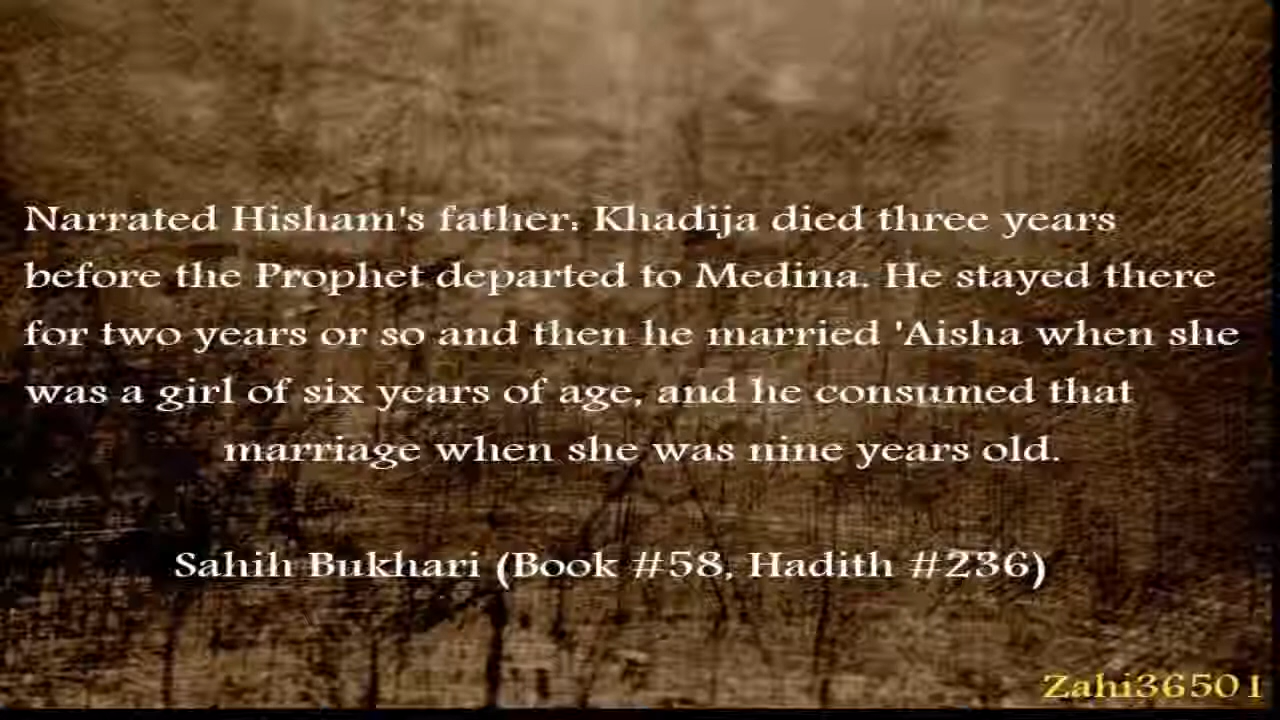 Narrated Hisham's father: Khadija died three years
before the Prophet departed to Medina. He stayed there
for two years or so and then he married 'Aisha when she
was a girl of six years of age, and he consumed that
marriage when she was nine years old.
Sahih Bukhari (Book #58, Hadith #236)
Zahi36501